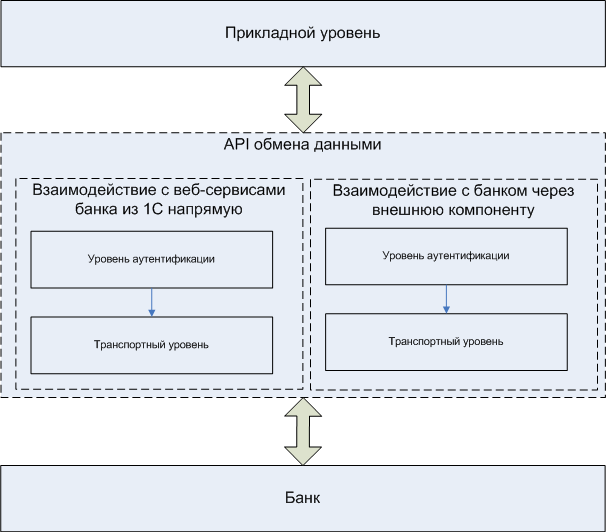 Прикладной уровень
API обмена данными
Взаимодействие с веб-сервисами
банка из 1С напрямую
Уровень аутентификации
Транспортный уровень
Взаимодействие с банком через
внешнюю компоненту
Уровень аутентификации
Транспортный уровень
Банк